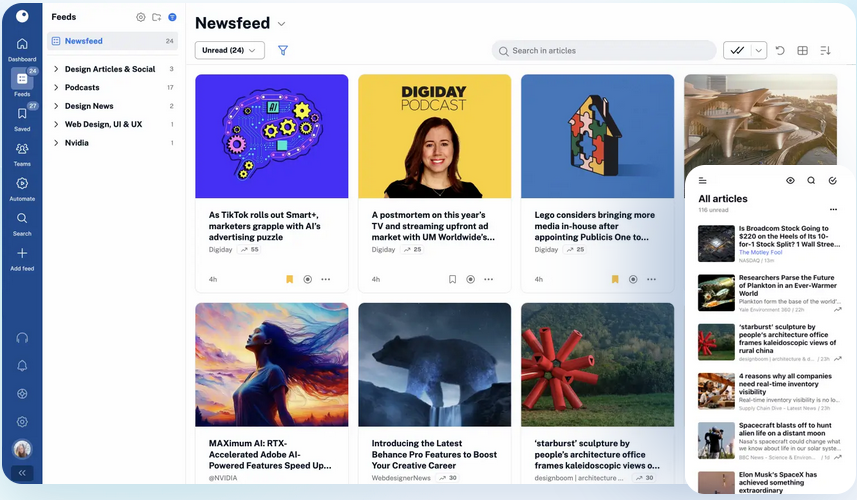 Dashboard
24
Feeds
27
Saved
Teams
Automate
Search
Add feed
Feeds
Newsfeed 24
Design Articles & Social 3
Podcasts 17
Design News 2
Web Design, UI & UX 1
Nvidia 1
Newsfeed
Unread (24)
Search in articles
AI
As TikTok rolls out Smart+,
marketers grapple with AI's
advertising puzzle
Digiday 55
4h
DIGIDAY
PODCAST
A postmortem on this year's
TV and streaming upfront ad
market with UM Worldwide's...
Digiday 25
4h
Lego considers bringing more
media in-house after
appointing Publicis One to...
Digiday 25
4h
MAXimum AI: RTX-
Accelerated Adobe AI-
Powered Features Speed Up...
@NVIDIA
Introducing the Latest
Behance Pro Features to Boost
Your Creative Career
WebdesignerNews 30
'starburst' sculpture by
people's architecture office
frames kaleidoscopic views o...
designboom | architecture ... 30
All articles
116 unread
Is Broadcom Stock Going to
$220 on the Heels of Its 10-
for-1 Stock Split? 1 Wall Stree...
The Motley Fool
NASDAQ / 13m
Researchers Parse the Future
of Plankton in an Ever-Warmer
World
Plankton form the base of the world'...
Yale Environment 360 / 22h
'starburst' sculpture by
people's architecture office
frames kaleidoscopic views of
rural china
designboom | architecture & d... / 23h
4 reasons why all companies
need real-time inventory
visibility
Real-time inventory visibility is no lo...
Supply Chain Dive - Latest News / 23h
Spacecraft blasts off to hunt
alien life on a distant moon
Nasa's spacecraft could change what
we know about life in our solar syste...
BBC News - Science & Environ... / 1d
Elon Musk's SpaceX has
achieved something
extraordinary